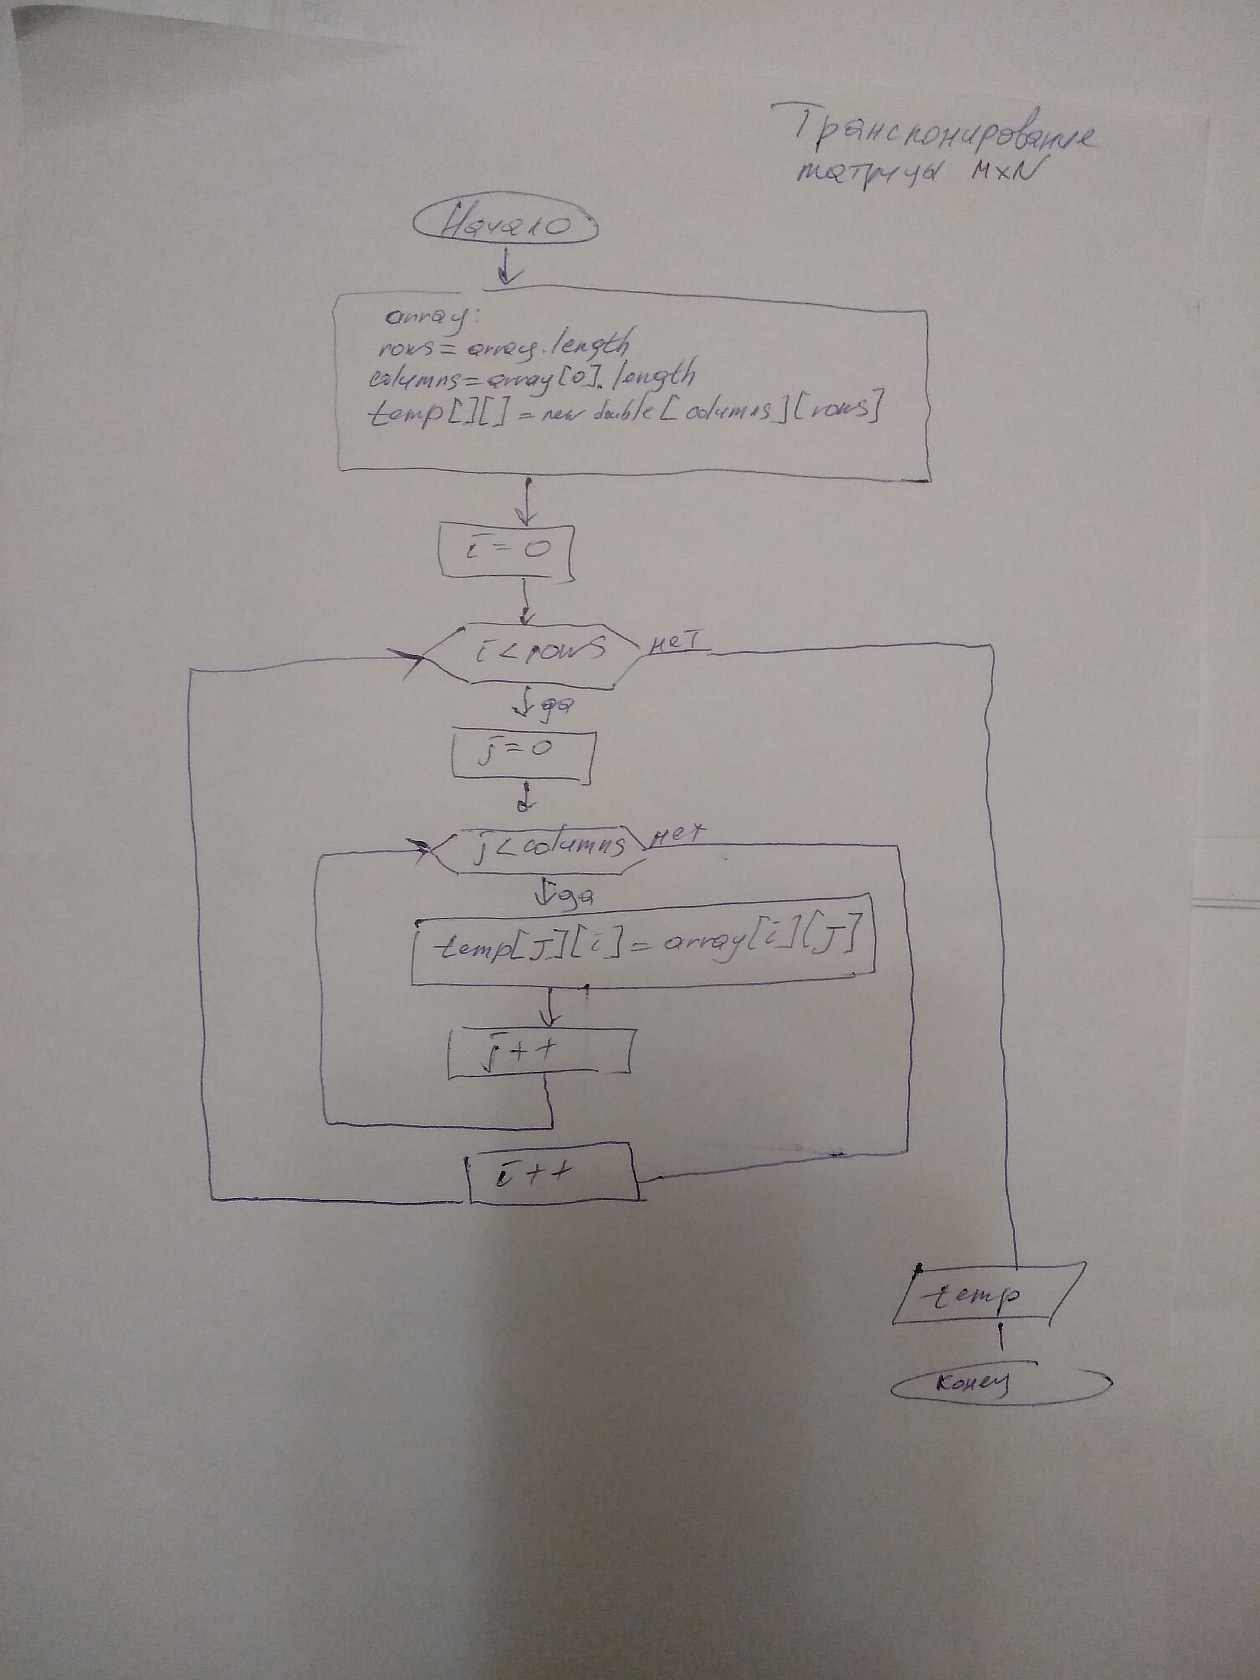 Транспонирование
матрицы MxN
Начало
array:
rows = array.length
columns = array[0].length
temp[][] = new double[columns][rows]
i = 0
i < rows
нет
да
j = 0
j < columns
нет
да
temp[j][i] = array[i][j]
j++
i++
temp
конец